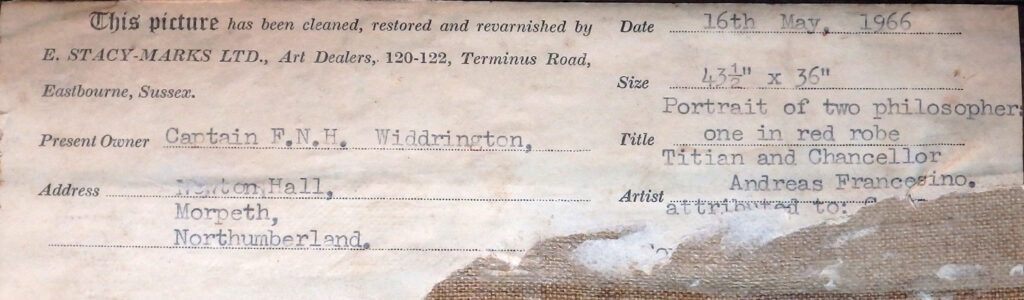 This picture has been cleaned, restored and revarnished by
E. STACY-MARKS LTD., Art Dealers, 120-122, Terminus Road,
Eastbourne, Sussex.
Present Owner Captain F.N.H. Widdrington,
Address Newton Hall,
Morpeth,
Northumberland.
Date 16th May, 1966
Size 43½" x 36"
Portrait of two philosophers
Title one in red robe
Titian and Chancellor
Andreas Francesino.
Artist attributed to: